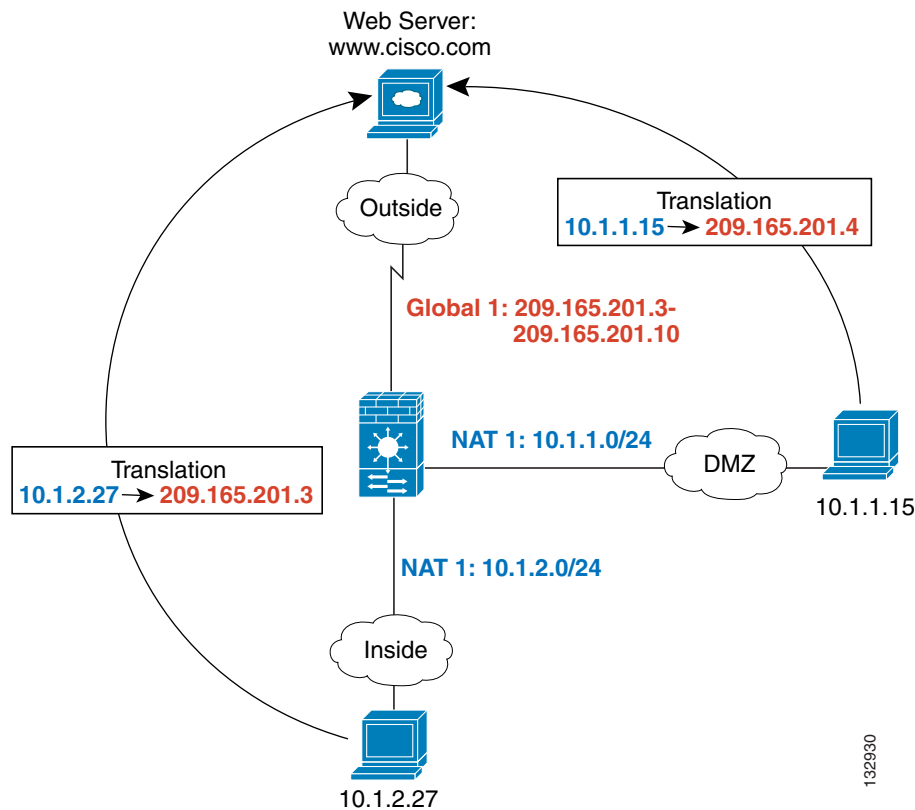 Web Server:
www.cisco.com
Outside
Translation
10.1.1.15 → 209.165.201.4
Global 1: 209.165.201.3-
209.165.201.10
NAT 1: 10.1.1.0/24
DMZ
10.1.1.15
Translation
10.1.2.27 → 209.165.201.3
NAT 1: 10.1.2.0/24
Inside
10.1.2.27
132930